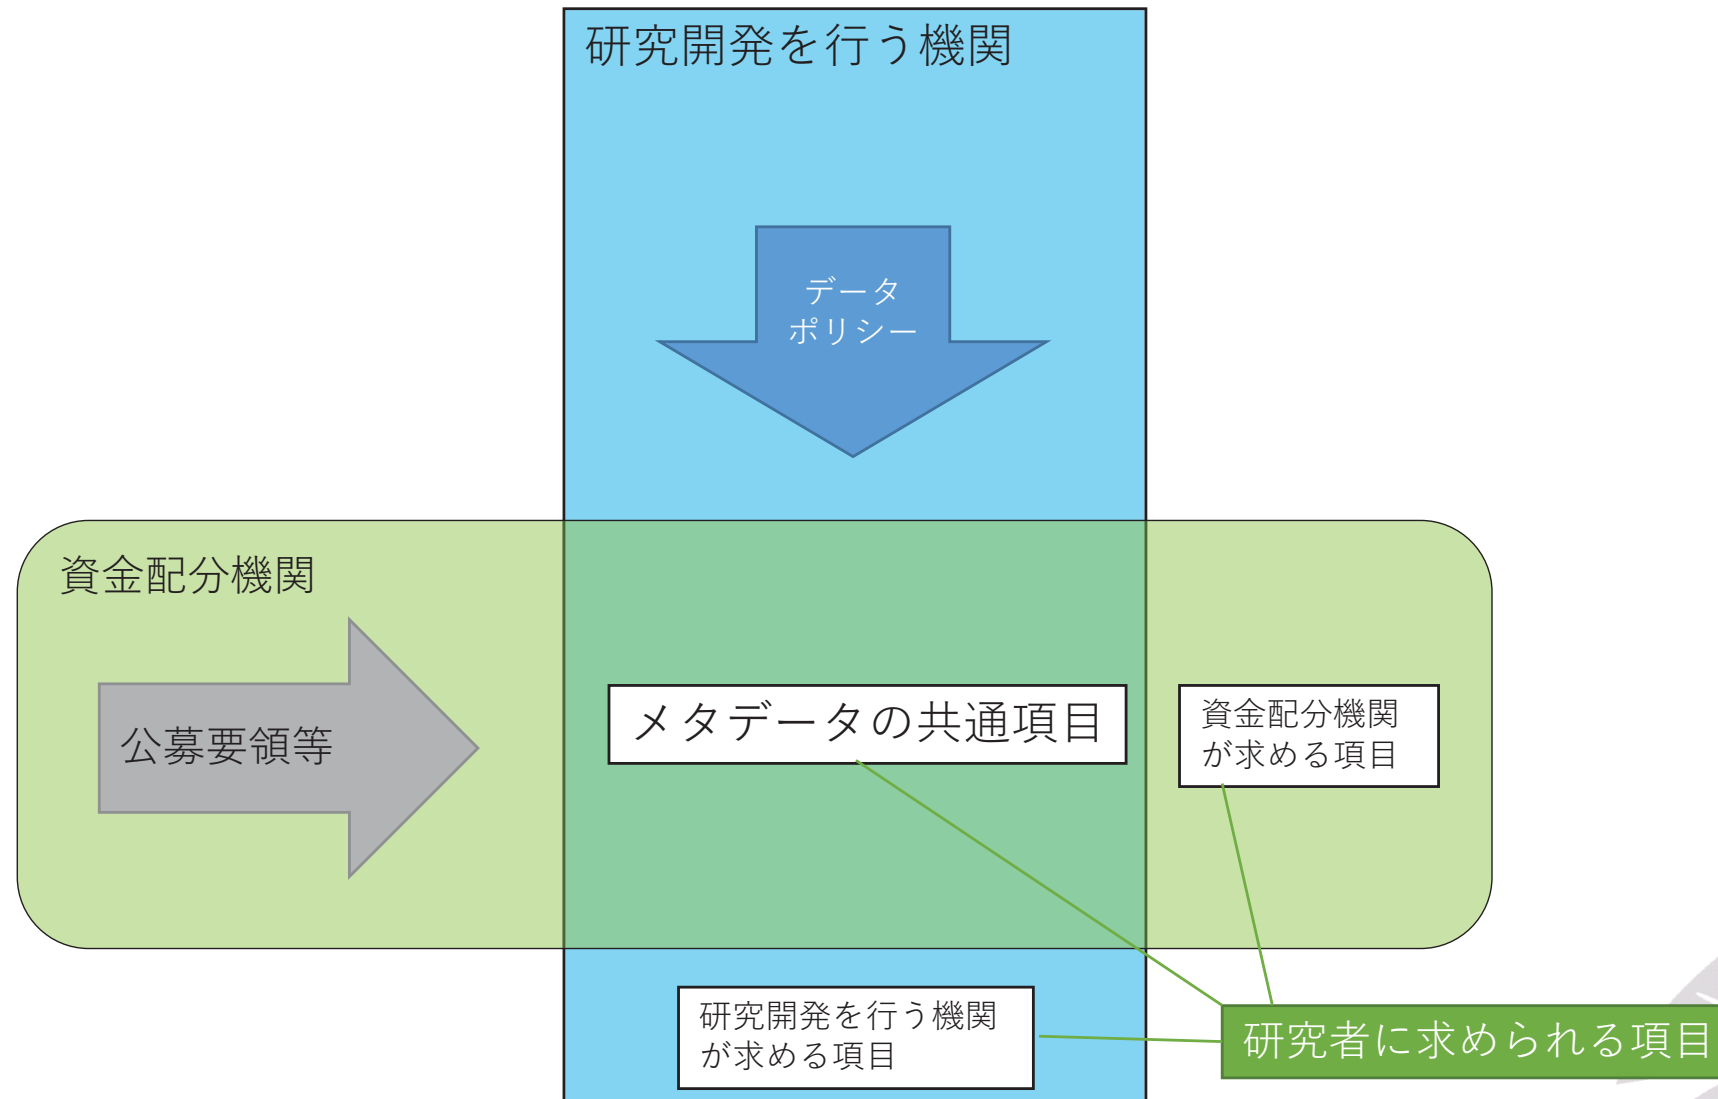 研究開発を行う機関
データ
ポリシー
資金配分機関
公募要領等
メタデータの共通項目
資金配分機関
が求める項目
研究開発を行う機関
が求める項目
研究者に求められる項目